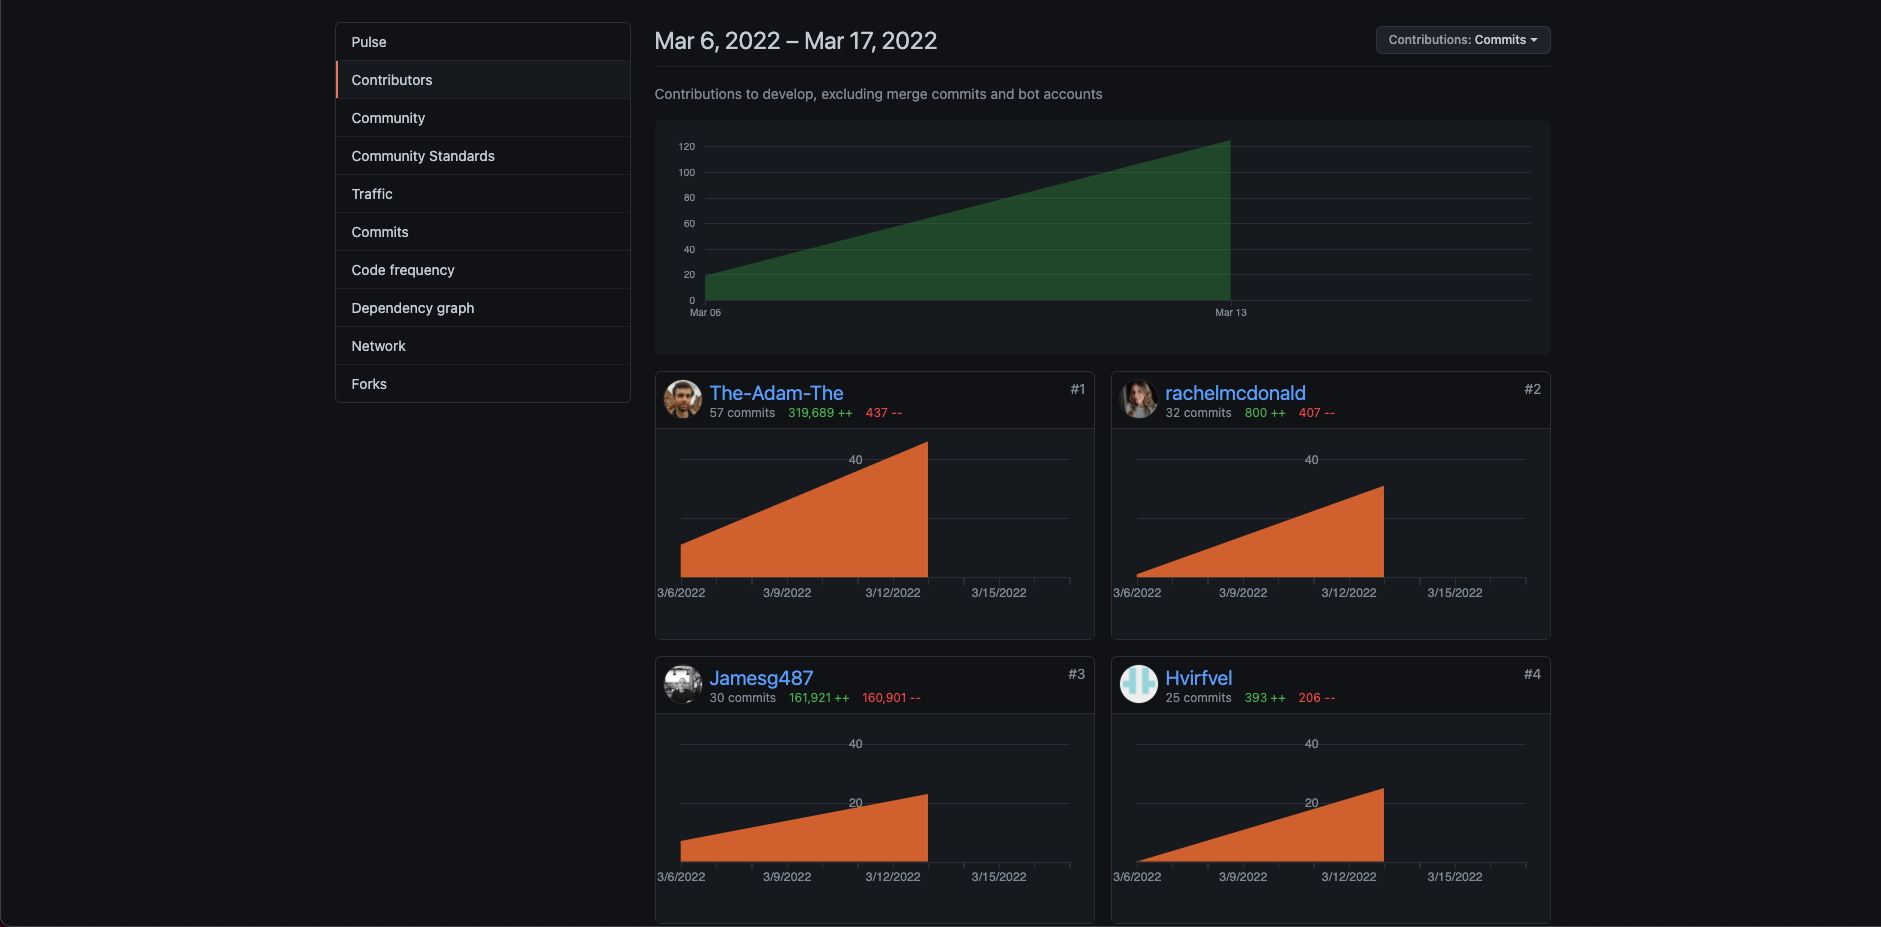 Pulse
Contributors
Community
Community Standards
Traffic
Commits
Code frequency
Dependency graph
Network
Forks
Mar 6, 2022 – Mar 17, 2022
Contributions: Commits
Contributions to develop, excluding merge commits and bot accounts
120
100
80
60
40
20
0
Mar 06 Mar 13
The-Adam-The #1
57 commits 319,689 ++ 437 --
40
3/6/2022 3/9/2022 3/12/2022 3/15/2022
rachelmcdonald #2
32 commits 800 ++ 407 --
40
3/6/2022 3/9/2022 3/12/2022 3/15/2022
Jamesg487 #3
30 commits 161,921 ++ 160,901 --
40
20
3/6/2022 3/9/2022 3/12/2022 3/15/2022
Hvirfvel #4
25 commits 393 ++ 206 --
40
20
3/6/2022 3/9/2022 3/12/2022 3/15/2022